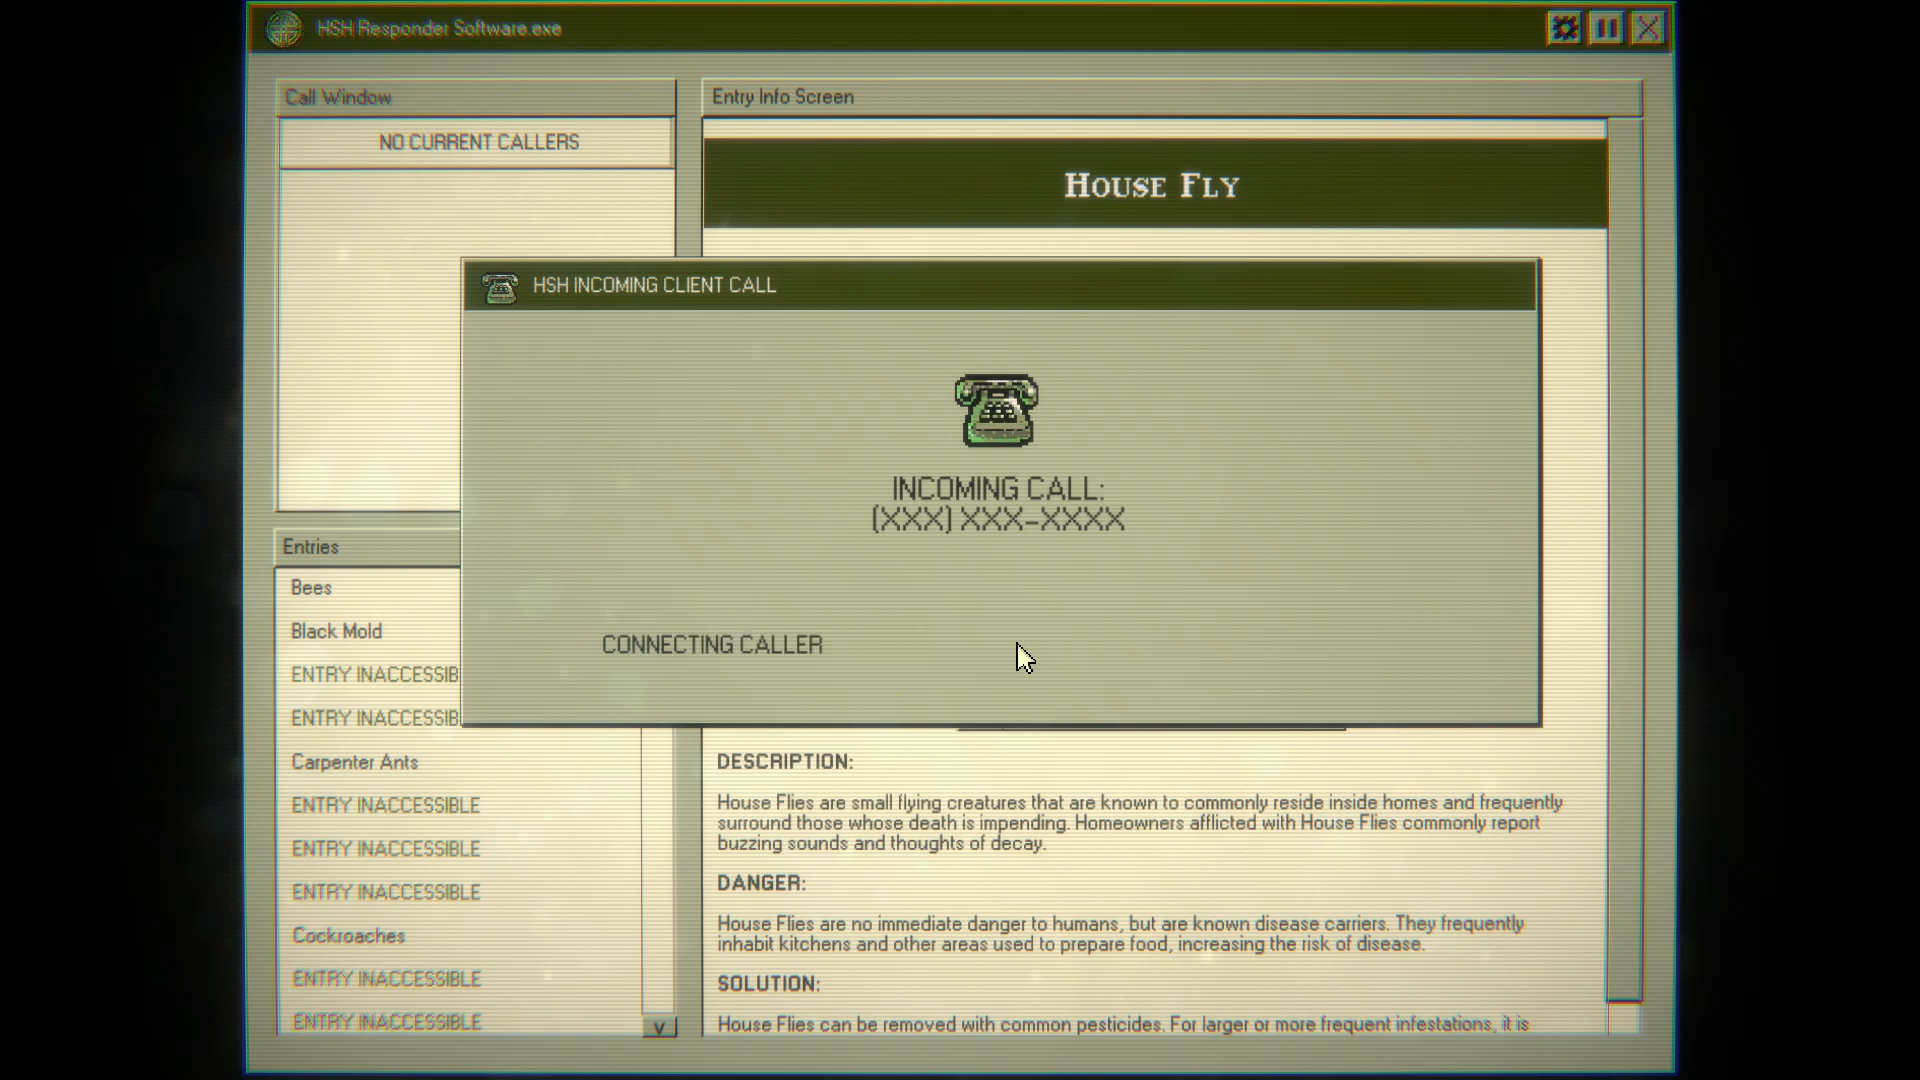 HSH Responder Software.exe
Call Window
NO CURRENT CALLERS
Entry Info Screen
HOUSE FLY
HSH INCOMING CLIENT CALL
INCOMING CALL:
(XXX) XXX-XXXX
CONNECTING CALLER
Entries
Bees
Black Mold
ENTRY INACCESSIB
ENTRY INACCESSIB
Carpenter Ants
ENTRY INACCESSIBLE
ENTRY INACCESSIBLE
ENTRY INACCESSIBLE
Cockroaches
ENTRY INACCESSIBLE
ENTRY INACCESSIBLE
DESCRIPTION:
House Flies are small flying creatures that are known to commonly reside inside homes and frequently
surround those whose death is impending. Homeowners afflicted with House Flies commonly report
buzzing sounds and thoughts of decay.
DANGER:
House Flies are no immediate danger to humans, but are known disease carriers. They frequently
inhabit kitchens and other areas used to prepare food, increasing the risk of disease.
SOLUTION:
House Flies can be removed with common pesticides. For larger or more frequent infestations, it is